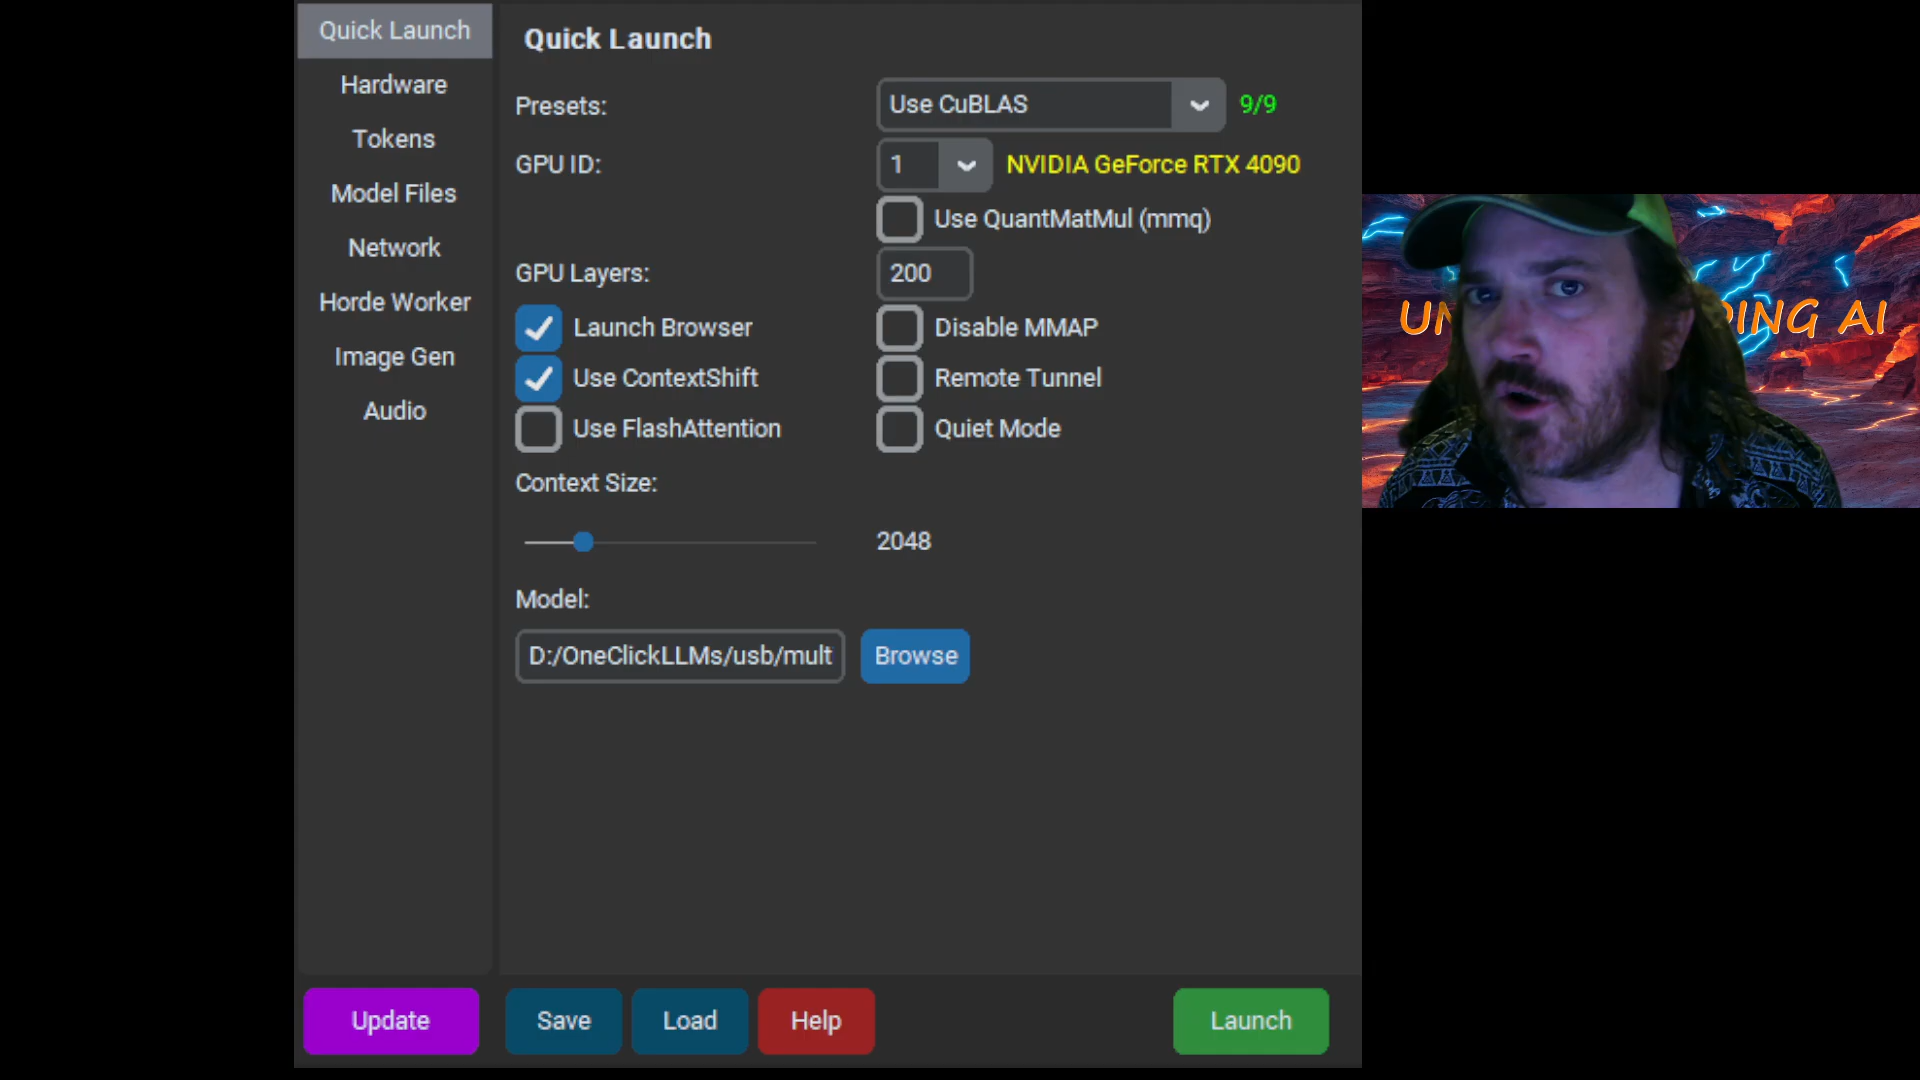 Quick Launch
Hardware
Tokens
Model Files
Network
Horde Worker
Image Gen
Audio
Quick Launch
Presets:
Use CuBLAS
9/9
GPU ID:
1
NVIDIA GeForce RTX 4090
Use QuantMatMul (mmq)
GPU Layers:
200
Launch Browser
Disable MMAP
Use ContextShift
Remote Tunnel
Use FlashAttention
Quiet Mode
Context Size:
2048
Model:
D:/OneClickLLMs/usb/mult
Browse
Update
Save
Load
Help
Launch
AI